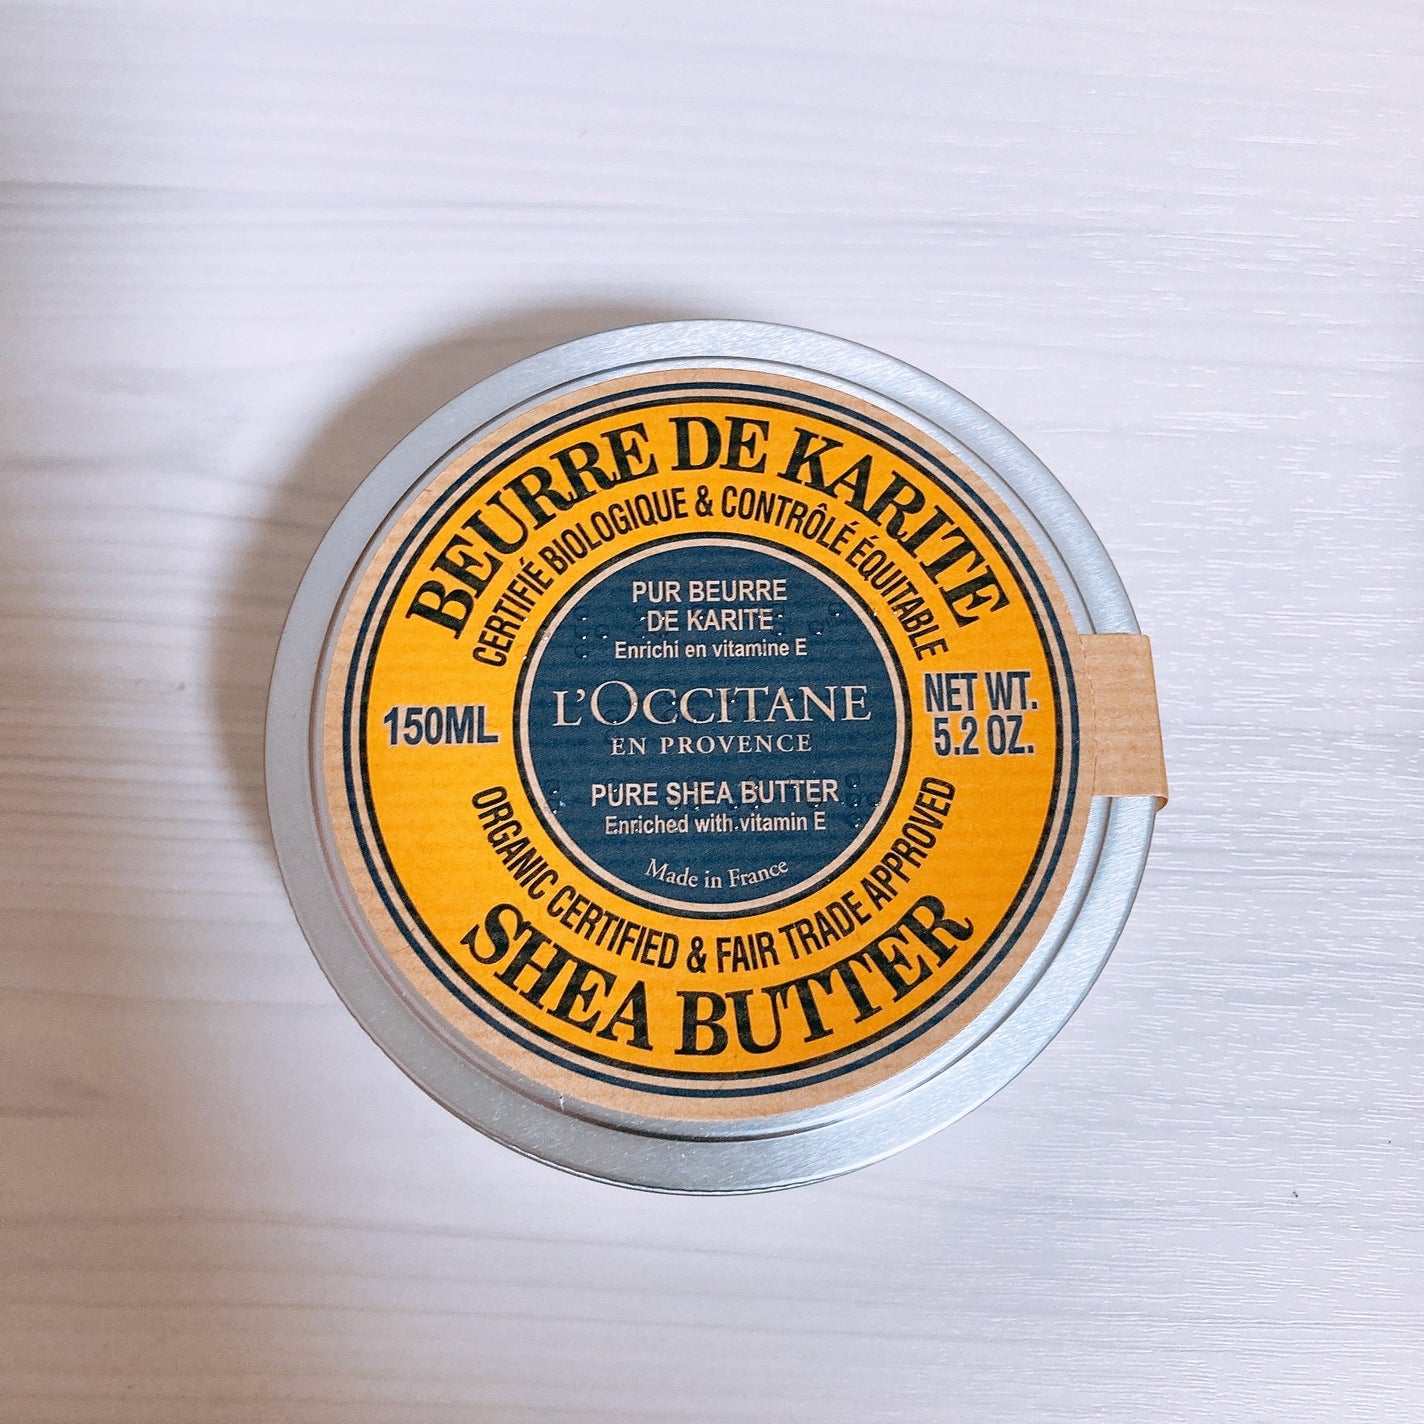 BEURRE DE KARITE
CERTIFIÉ BIOLOGIQUE & CONTRÔLÉ ÉQUITABLE
PUR BEURRE
DE KARITE
Enrichi en vitamine E
L'OCCITANE
EN PROVENCE
150ML
NET WT.
5.2 OZ.
PURE SHEA BUTTER
Enriched with vitamin E
Made in France
ORGANIC CERTIFIED & FAIR TRADE APPROVED
SHEA BUTTER